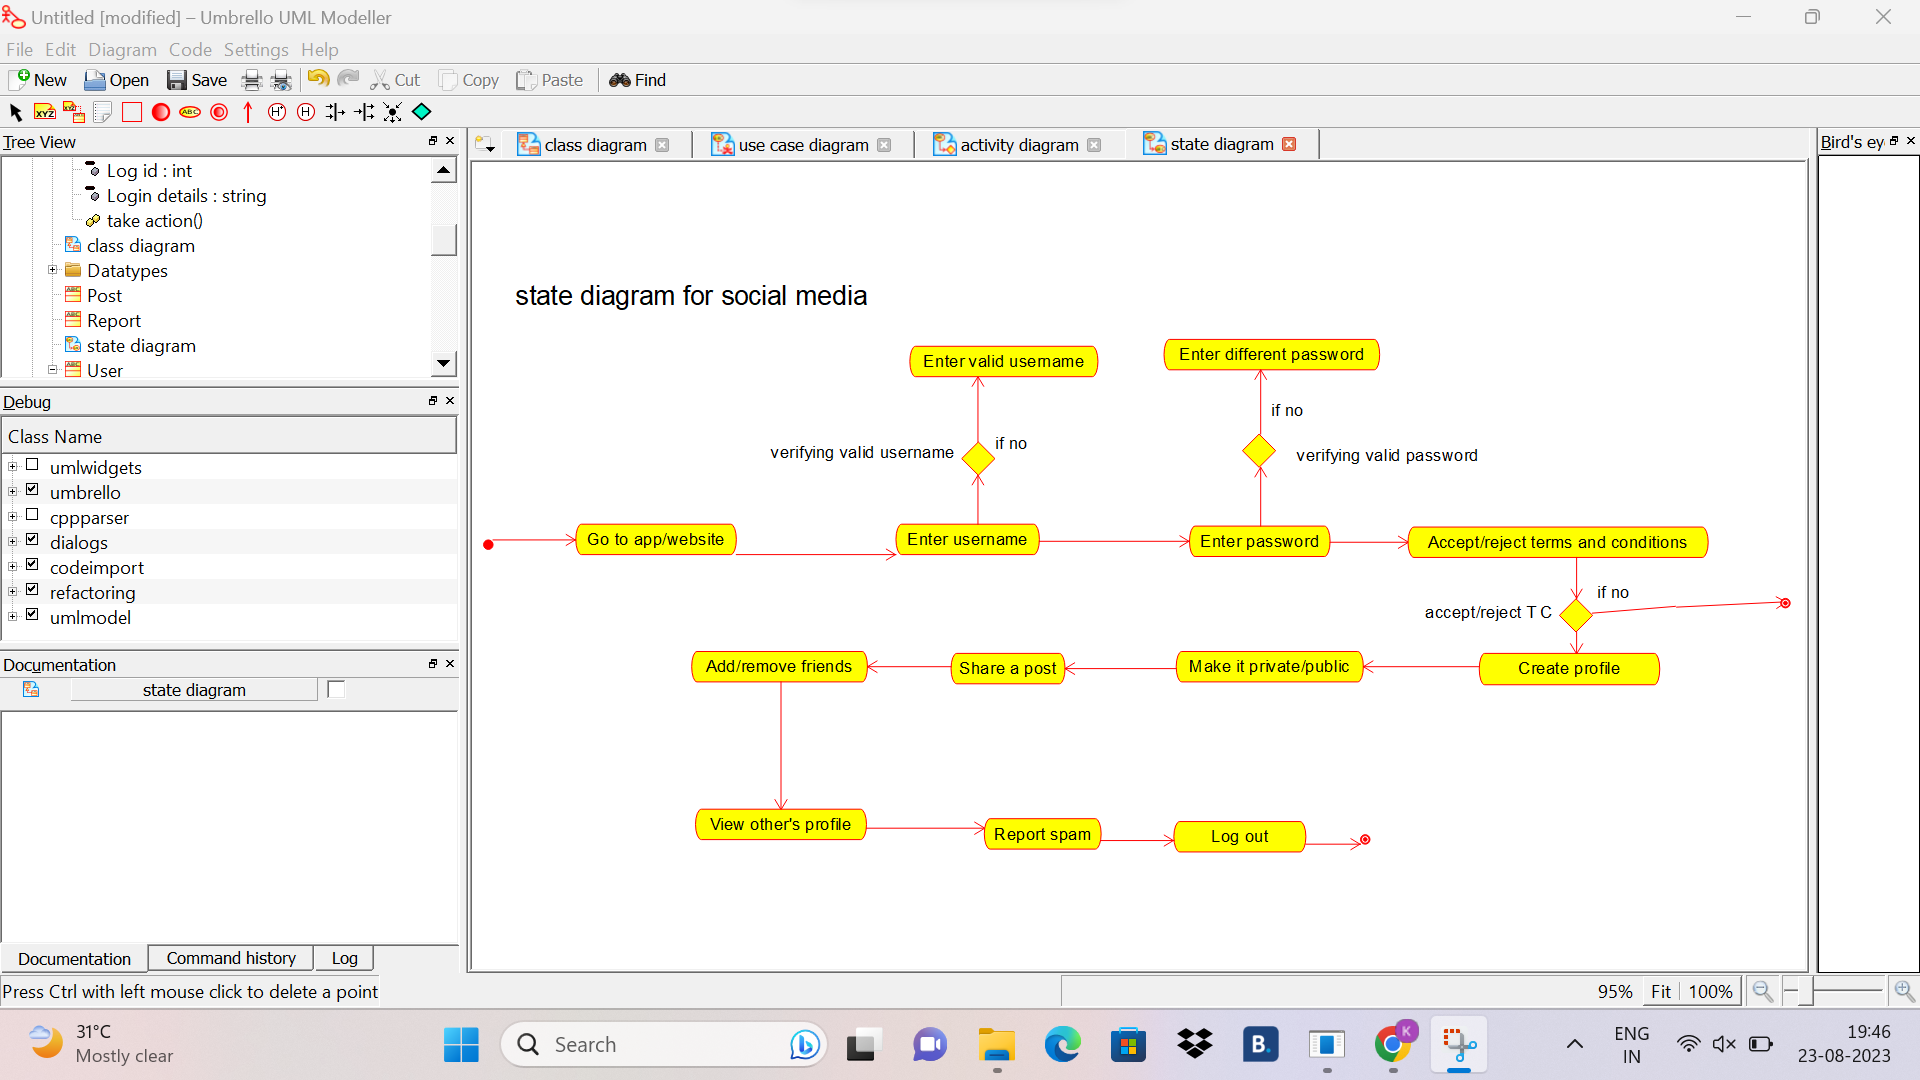 Untitled [modified] – Umbrello UML Modeller
File Edit Diagram Code Settings Help
New Open Save Cut Copy Paste Find
XYZ XYZ ABC H* H
Tree View
Log id : int
Login details : string
take action()
class diagram
Datatypes
Post
Report
state diagram
User
Debug
Class Name
umlwidgets
umbrello
cppparser
dialogs
codeimport
refactoring
umlmodel
Documentation
state diagram
Documentation Command history Log
Press Ctrl with left mouse click to delete a point
class diagram use case diagram activity diagram state diagram
Bird's ey
state diagram for social media
Enter valid username
Enter different password
if no
if no
verifying valid username
verifying valid password
Go to app/website
Enter username
Enter password
Accept/reject terms and conditions
if no
accept/reject T C
Add/remove friends
Share a post
Make it private/public
Create profile
View other's profile
Report spam
Log out
95% Fit 100%
31°C
Mostly clear
Search
B.
K
ENG
IN
19:46
23-08-2023